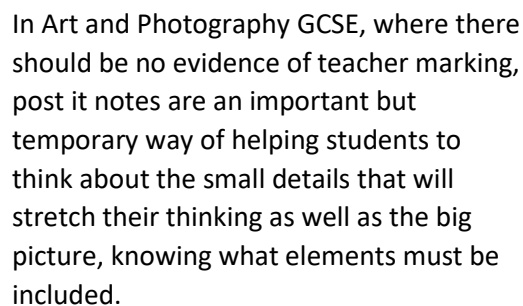 In Art and Photography GCSE, where there
should be no evidence of teacher marking,
post it notes are an important but
temporary way of helping students to
think about the small details that will
stretch their thinking as well as the big
picture, knowing what elements must be
included.